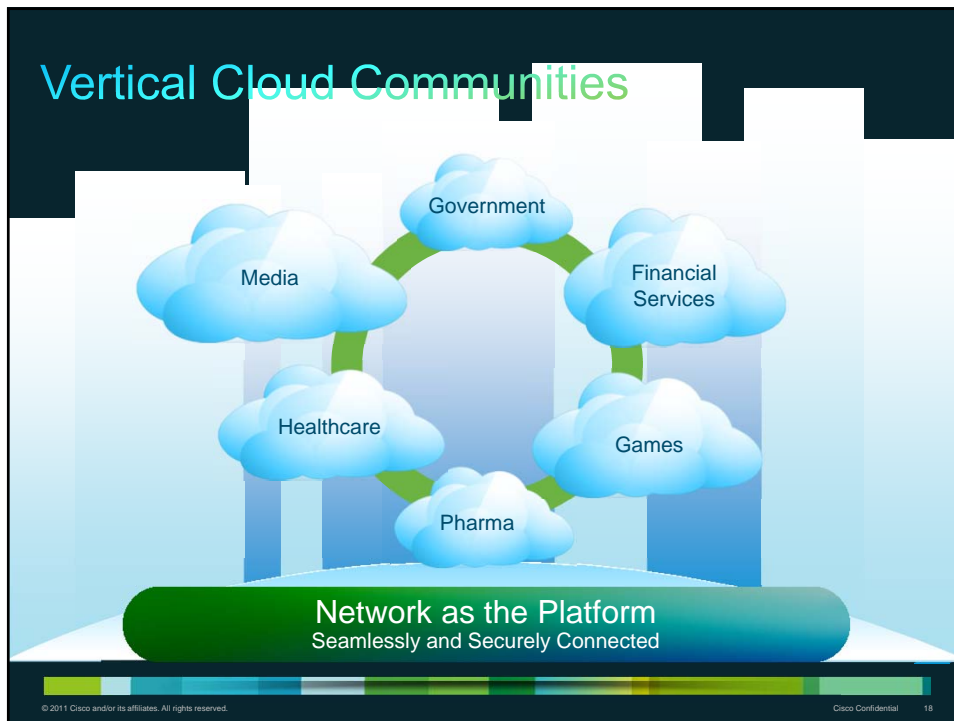 Vertical Cloud Communities
Government
Media
Financial
Services
Healthcare
Games
Pharma
Network as the Platform
Seamlessly and Securely Connected
© 2011 Cisco and/or its affiliates. All rights reserved.
Cisco Confidential
18